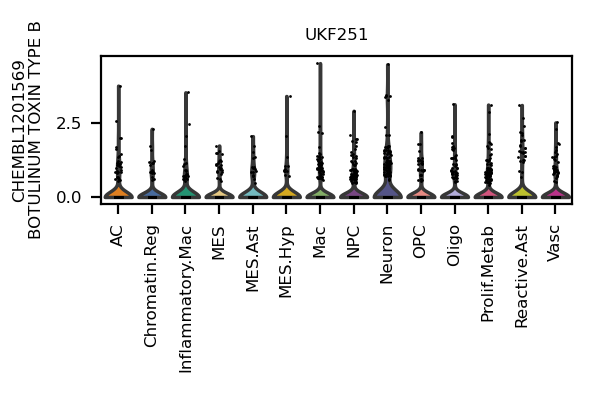 UKF251
CHEMBL1201569
BOTULINUM TOXIN TYPE B
2.5
0.0
AC
Chromatin.Reg
Inflammatory.Mac
MES
MES.Ast
MES.Hyp
Mac
NPC
Neuron
OPC
Oligo
Prolif.Metab
Reactive.Ast
Vasc